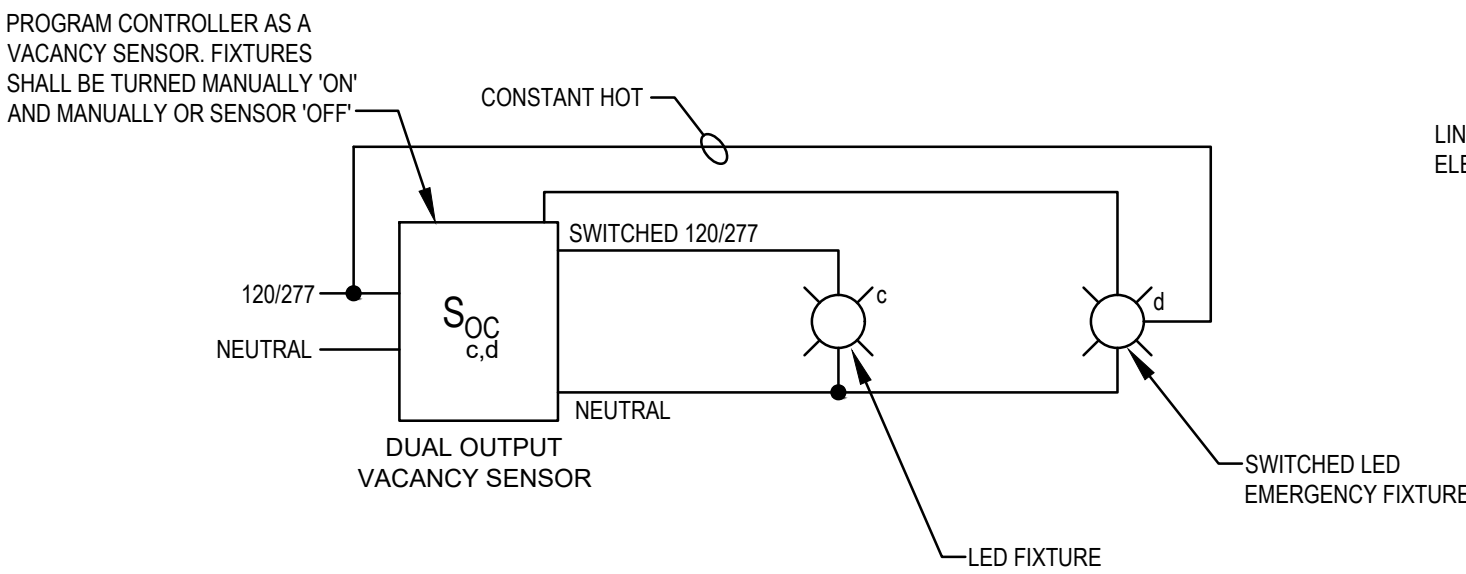 PROGRAM CONTROLLER AS A
VACANCY SENSOR. FIXTURES
SHALL BE TURNED MANUALLY 'ON'
AND MANUALLY OR SENSOR 'OFF'
CONSTANT HOT
LIN
ELE
SWITCHED 120/277
120/277
NEUTRAL
SOC
c,d
c
d
NEUTRAL
DUAL OUTPUT
VACANCY SENSOR
SWITCHED LED
EMERGENCY FIXTURE
LED FIXTURE